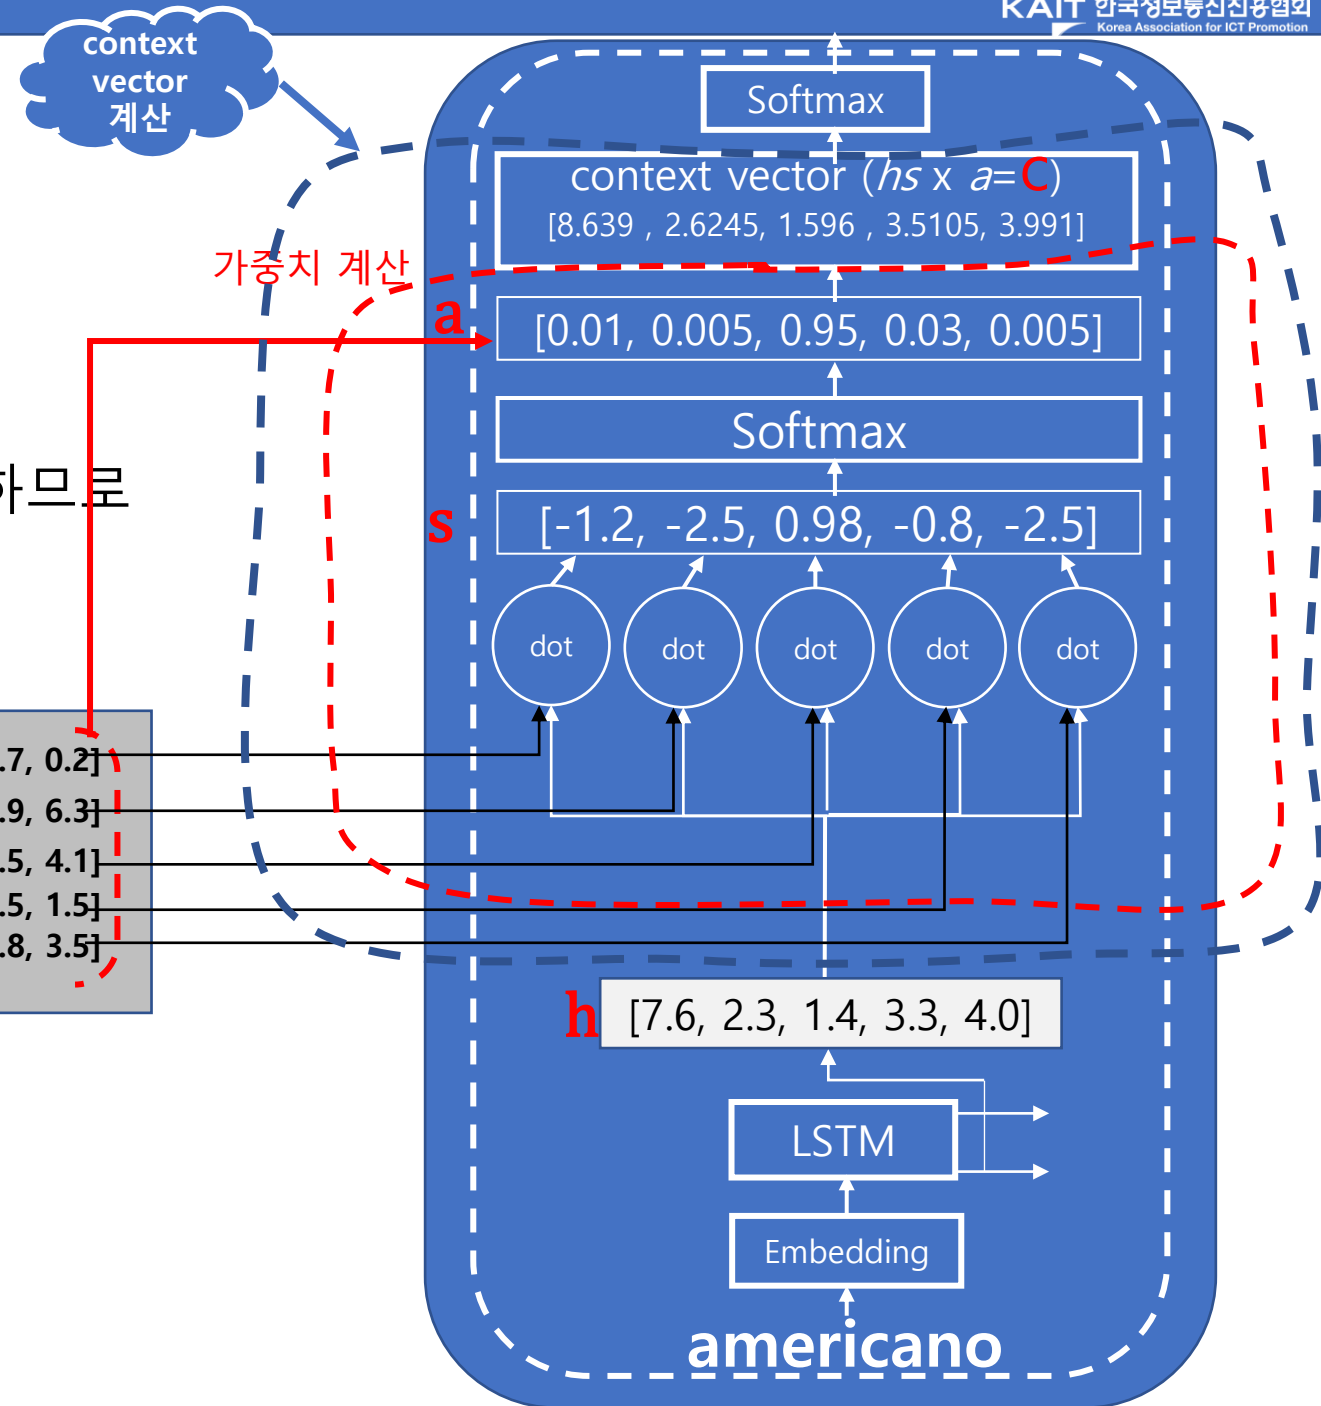 KAIT 한국정보통신진흥협회
Korea Association for ICT Promotion
context
vector
계산
Softmax
context vector (hs x a=C)
[8.639 , 2.6245, 1.596 , 3.5105, 3.991]
가중치 계산
a
[0.01, 0.005, 0.95, 0.03, 0.005]
Softmax
하므로
s
[-1.2, -2.5, 0.98, -0.8, -2.5]
dot dot dot dot dot
.7, 0.2]
.9, 6.3]
.5, 4.1]
.5, 1.5]
.8, 3.5]
h [7.6, 2.3, 1.4, 3.3, 4.0]
LSTM
Embedding
americano